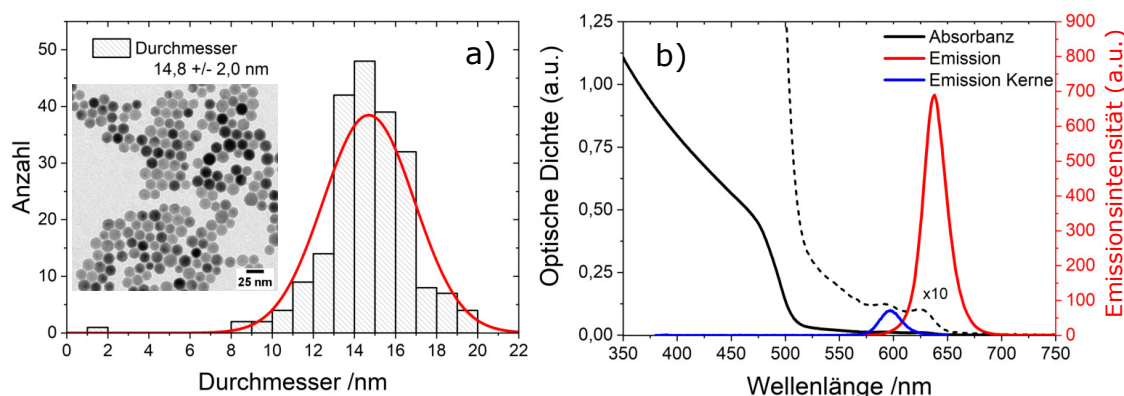 a)
Durchmesser
14,8 +/- 2,0 nm
25 nm
Anzahl
50
40
30
20
10
0
0 2 4 6 8 10 12 14 16 18 20 22
Durchmesser /nm
b)
Absorbanz
Emission
Emission Kerne
x10
Optische Dichte (a.u.)
1,25
1,00
0,75
0,50
0,25
0,00
350 400 450 500 550 600 650 700 750
Wellenlänge /nm
900
800
700
600
500
400
300
200
100
0
Emissionsintensität (a.u.)